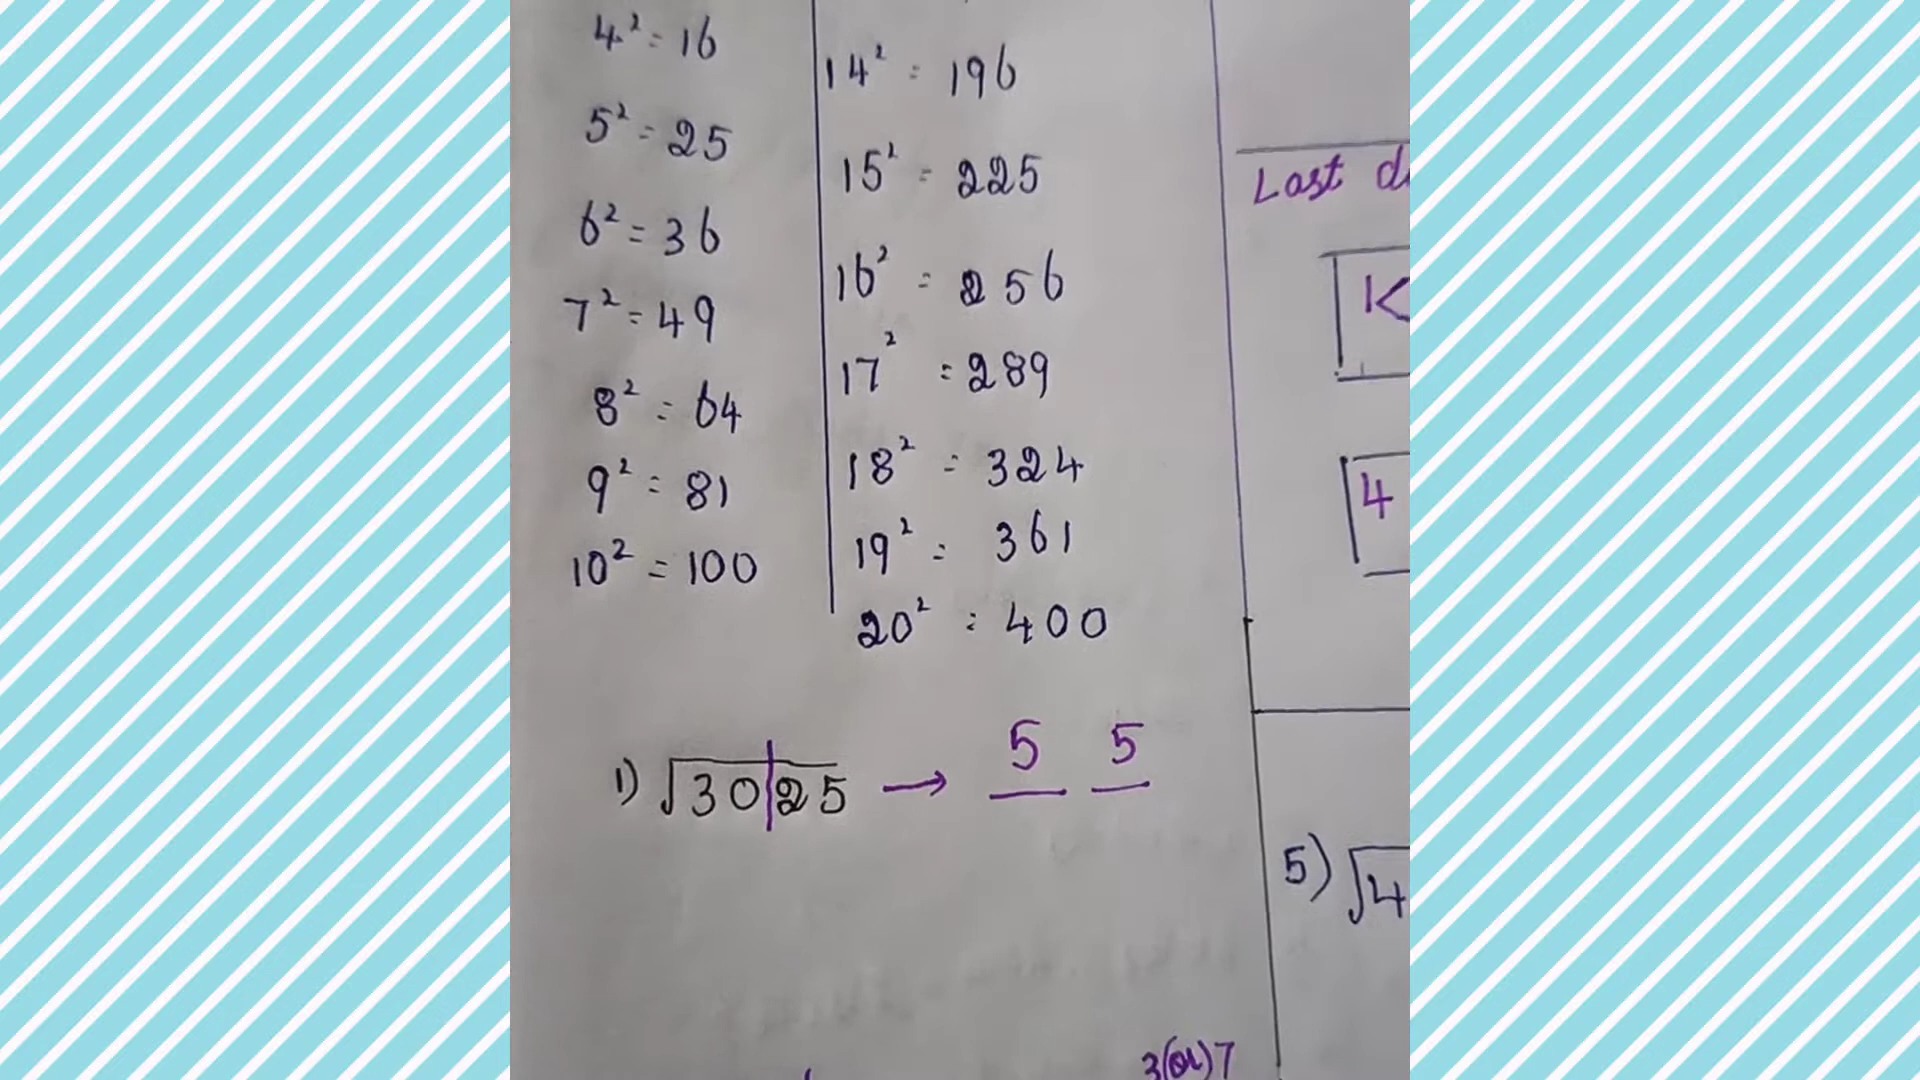 4² = 16
5² = 25
6² = 36
7² = 49
8² = 64
9² = 81
10² = 100
14² = 196
15² = 225
16² = 256
17² = 289
18² = 324
19² = 361
20² = 400
1) √3025 → 5 5
3(or)7
Last
K
4
5) √4